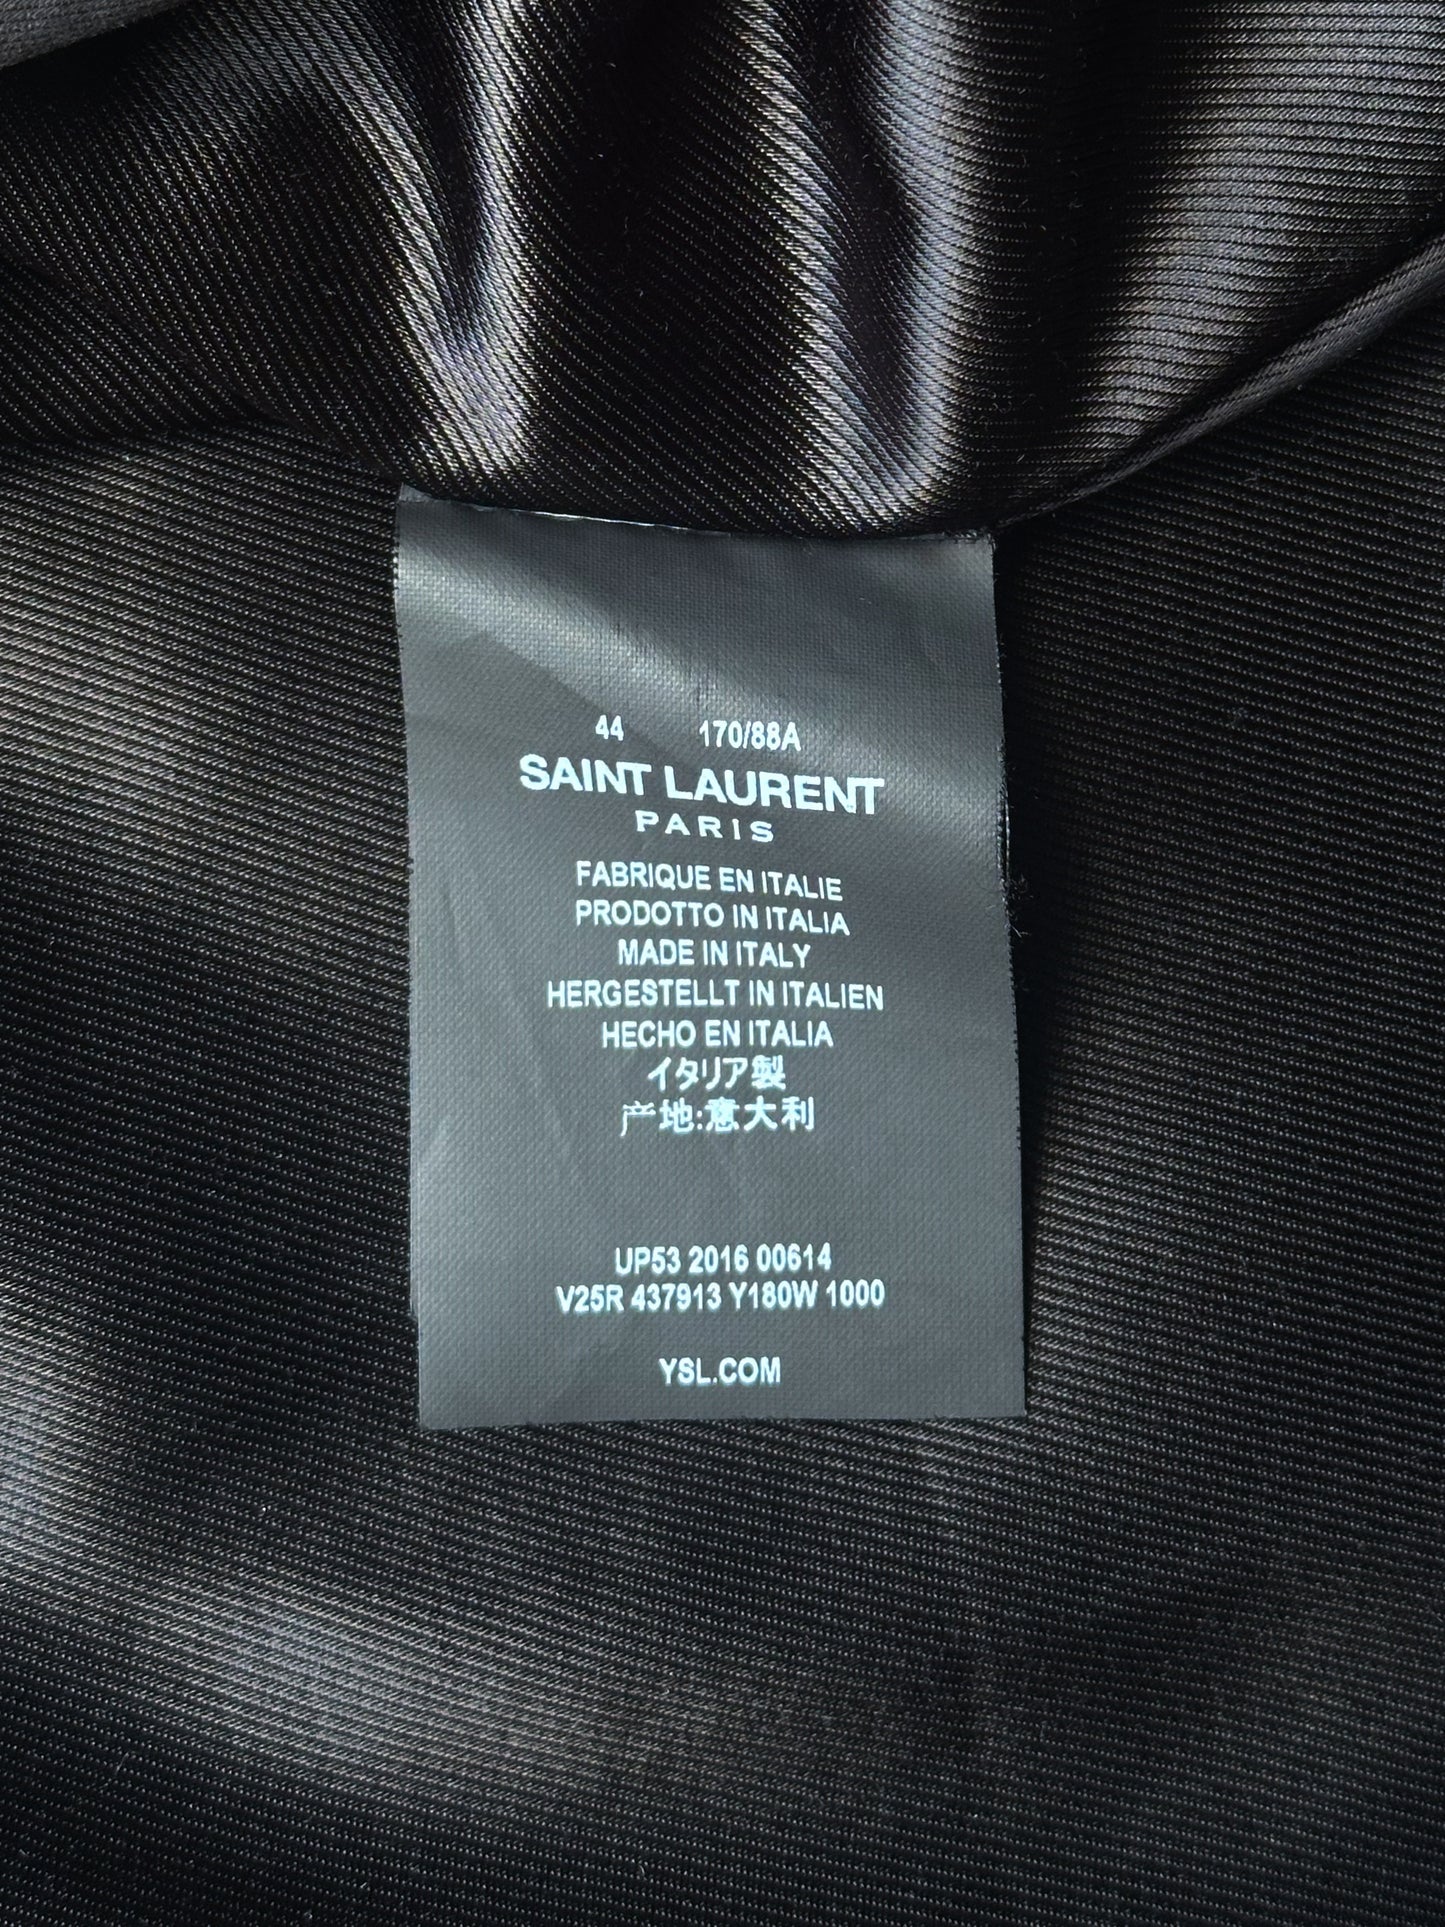 44 170/88A
SAINT LAURENT
PARIS
FABRIQUE EN ITALIE
PRODOTTO IN ITALIA
MADE IN ITALY
HERGESTELLT IN ITALIEN
HECHO EN ITALIA
イタリア製
产地:意大利
UP53 2016 00614
V25R 437913 Y180W 1000
YSL.COM